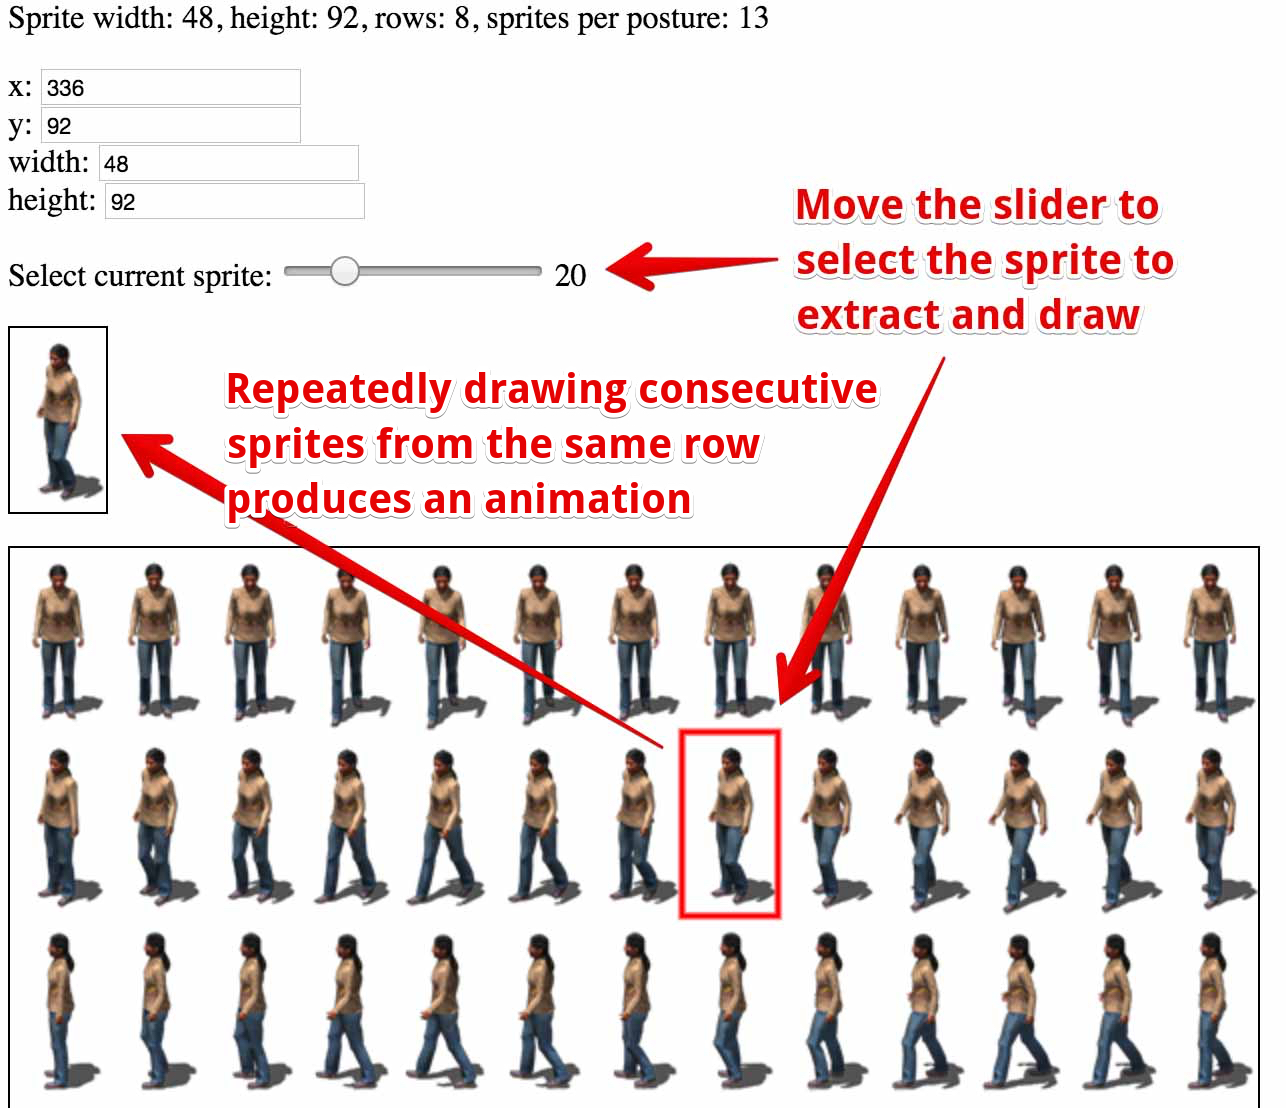 Sprite width: 48, height: 92, rows: 8, sprites per posture: 13
x: 336
y: 92
width: 48
height: 92
Move the slider to
select the sprite to
extract and draw
Select current sprite: 20
Repeatedly drawing consecutive
sprites from the same row
produces an animation